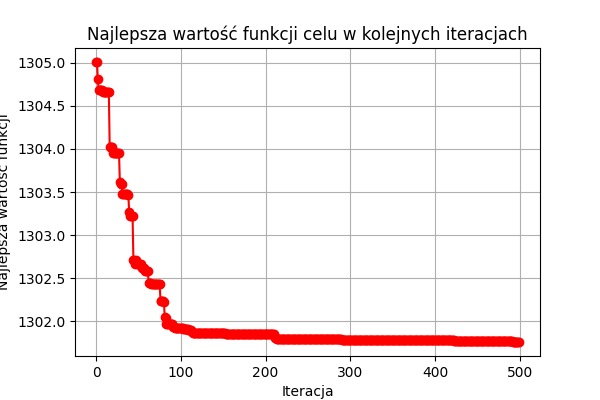 Najlepsza wartość funkcji celu w kolejnych iteracjach
Najlepsza wartość funkcji
1305.0
1304.5
1304.0
1303.5
1303.0
1302.5
1302.0
0 100 200 300 400 500
Iteracja